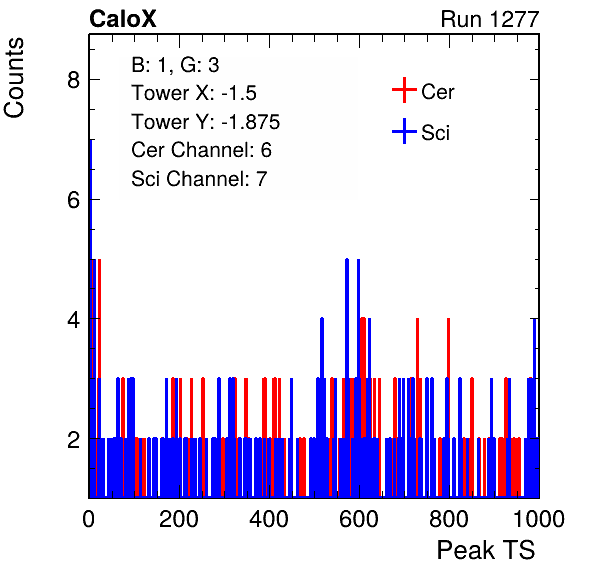 CaloX
Run 1277
Counts
B: 1, G: 3
Tower X: -1.5
Tower Y: -1.875
Cer Channel: 6
Sci Channel: 7
Cer
Sci
8
6
4
2
0 200 400 600 800 1000
Peak TS